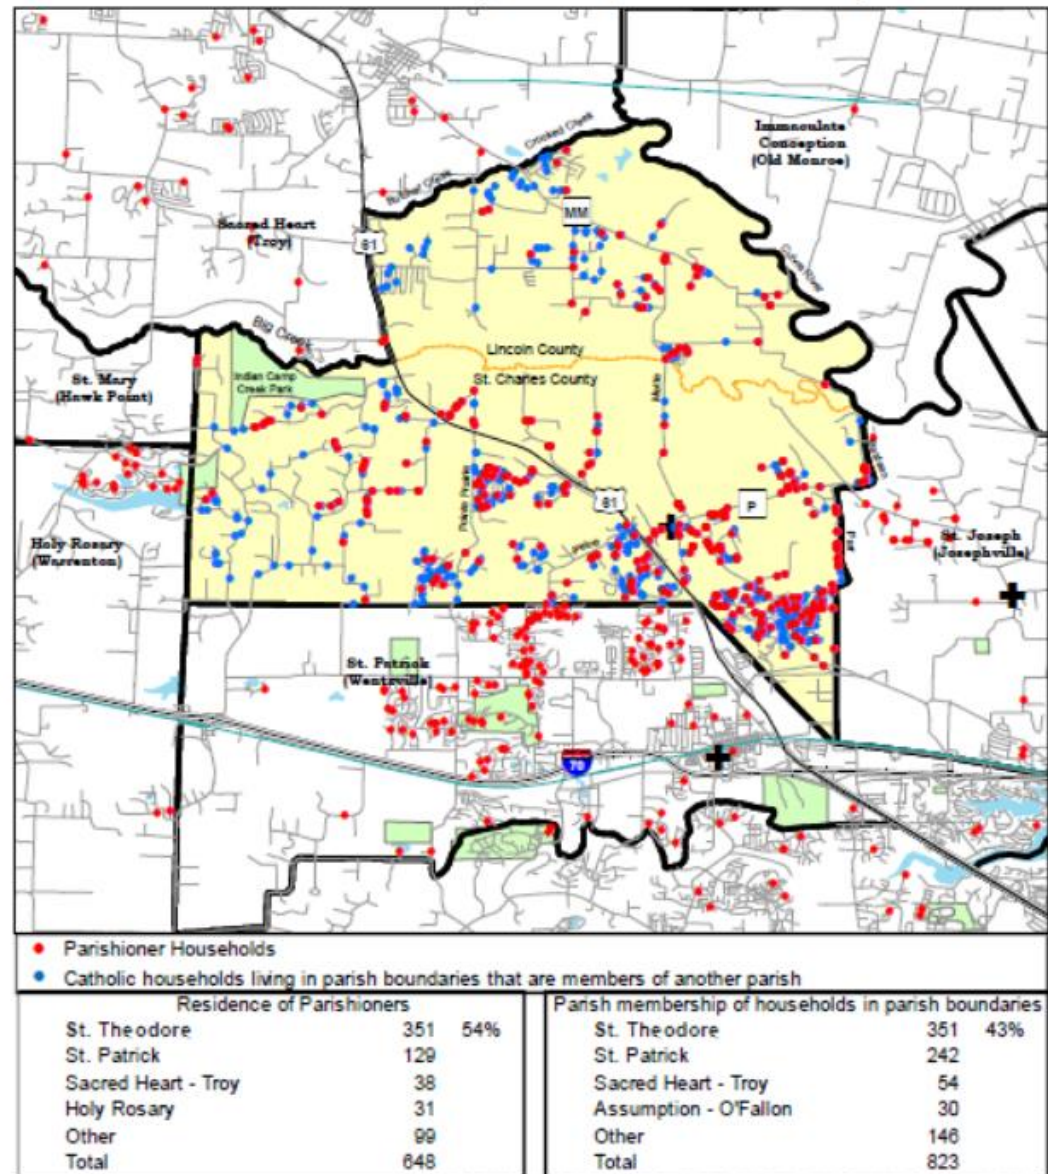 Crooked Creek
Immaculate
Conception
(Old Monroe)
MM
Sacred Heart
(Troy)
61
Big Creek
Lincoln County
St. Charles County
Indian Camp
Creek Park
St. Mary
(Hawk Point)
61
P
Holy Rosary
(Warrenton)
St. Joseph
(Josephville)
St. Patrick
(Wentzville)
70
Parishioner Households
Catholic households living in parish boundaries that are members of another parish
Residence of Parishioners
St. Theodore 351 54%
St. Patrick 129
Sacred Heart - Troy 38
Holy Rosary 31
Other 99
Total 648
Parish membership of households in parish boundaries
St. Theodore 351 43%
St. Patrick 242
Sacred Heart - Troy 54
Assumption - O'Fallon 30
Other 146
Total 823